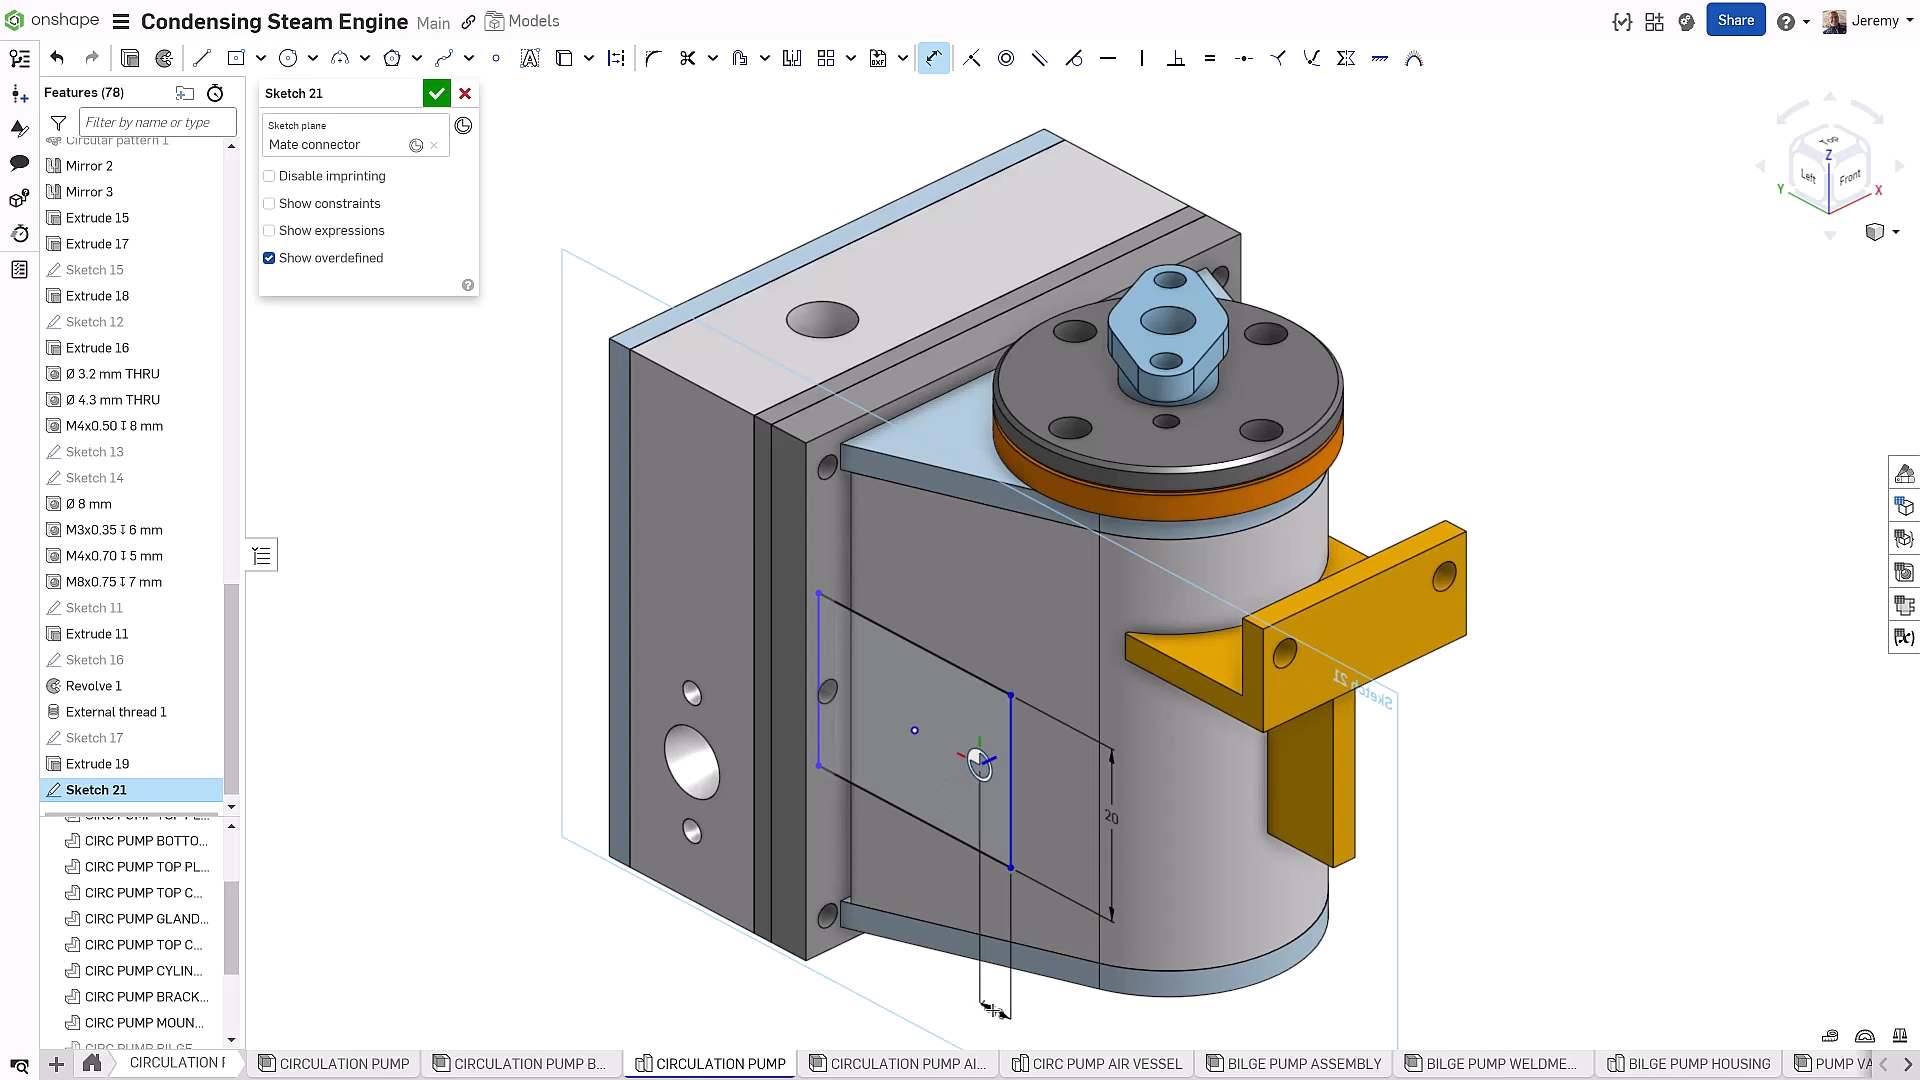 onshape
Condensing Steam Engine
Main
Models
Share
Jeremy
Features (78)
Filter by name or type
Circular pattern 1
Mirror 2
Mirror 3
Extrude 15
Extrude 17
Sketch 15
Extrude 18
Sketch 12
Extrude 16
Ø 3.2 mm THRU
Ø 4.3 mm THRU
M4x0.50 ↧ 8 mm
Sketch 13
Sketch 14
Ø 8 mm
M3x0.35 ↧ 6 mm
M4x0.70 ↧ 5 mm
M8x0.75 ↧ 7 mm
Sketch 11
Extrude 11
Sketch 16
Revolve 1
External thread 1
Sketch 17
Extrude 19
Sketch 21
CIRC PUMP BOTTO...
CIRC PUMP TOP PL...
CIRC PUMP TOP C...
CIRC PUMP GLAND...
CIRC PUMP TOP C...
CIRC PUMP CYLIN...
CIRC PUMP BRACK...
CIRC PUMP MOUN...
Sketch 21
Sketch plane
Mate connector
Disable imprinting
Show constraints
Show expressions
Show overdefined
Top
Z
Left
Front
Y
X
Sketch 21
20
CIRCULATION F
CIRCULATION PUMP
CIRCULATION PUMP B...
CIRCULATION PUMP
CIRCULATION PUMP AI...
CIRC PUMP AIR VESSEL
BILGE PUMP ASSEMBLY
BILGE PUMP WELDME...
BILGE PUMP HOUSING
PUMP VA